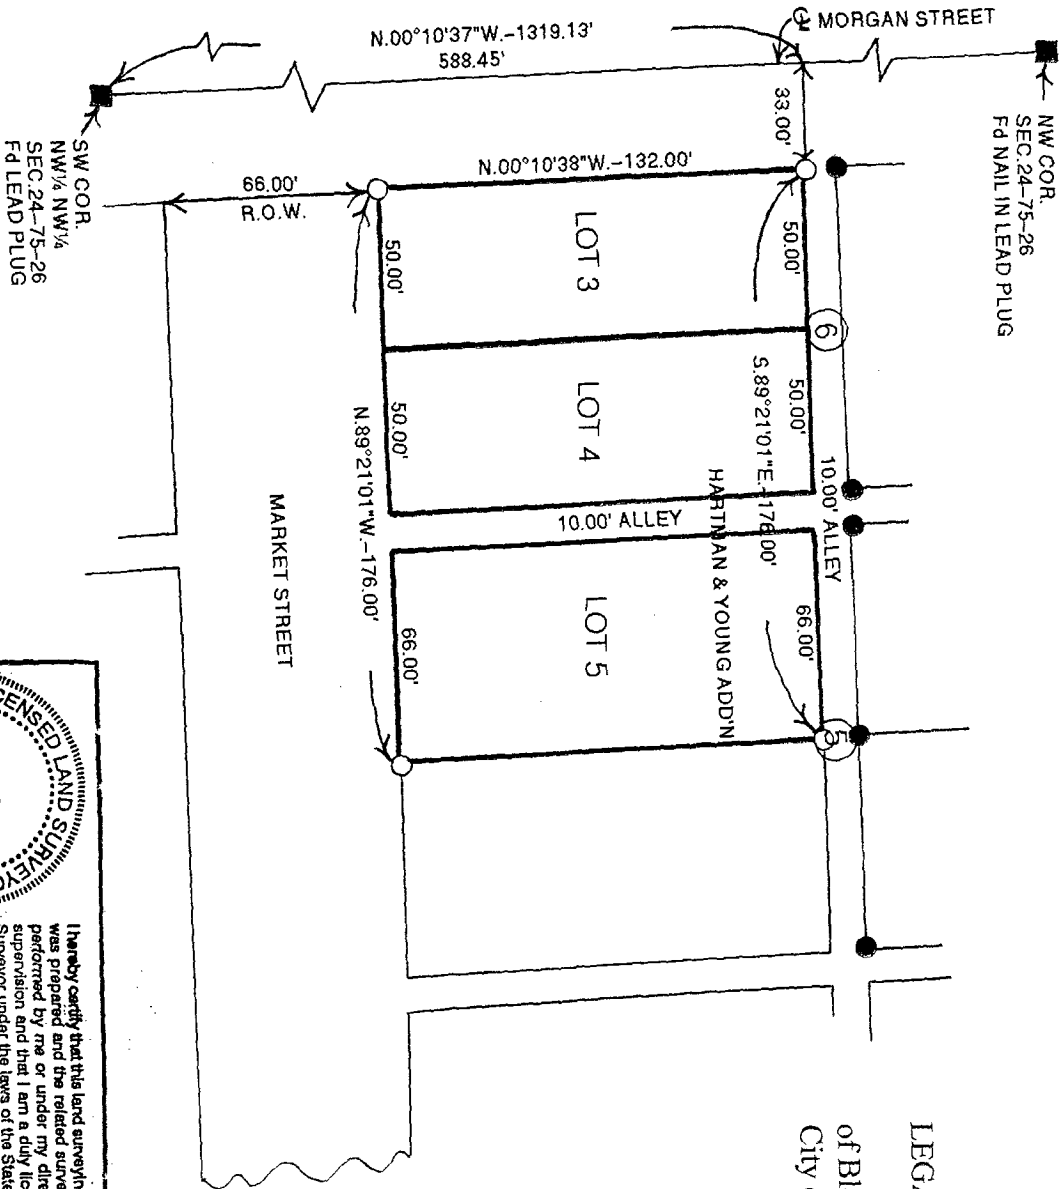 ℄ MORGAN STREET
N.00°10'37"W.-1319.13'
588.45'
NW COR.
SEC.24-75-26
Fd NAIL IN LEAD PLUG
SW COR.
NW¼ NW¼
SEC.24-75-26
Fd LEAD PLUG
33.00'
N.00°10'38"W.-132.00'
66.00'
R.O.W.
50.00'
LOT 3
50.00'
6
50.00'
LOT 4
50.00'
S.89°21'01"E.-176.00'
N.89°21'01"W.-176.00'
10.00' ALLEY
10.00' ALLEY
HARTMAN & YOUNG ADD'N
MARKET STREET
66.00'
LOT 5
66.00'
5
CENSED LAND SURVEYO
I hereby certify that this land surveyin
was prepared and the related surve
performed by me or under my dire
supervision and that I am a duly lic
Surveyor under the laws of the State
LEGA
of Bl
City